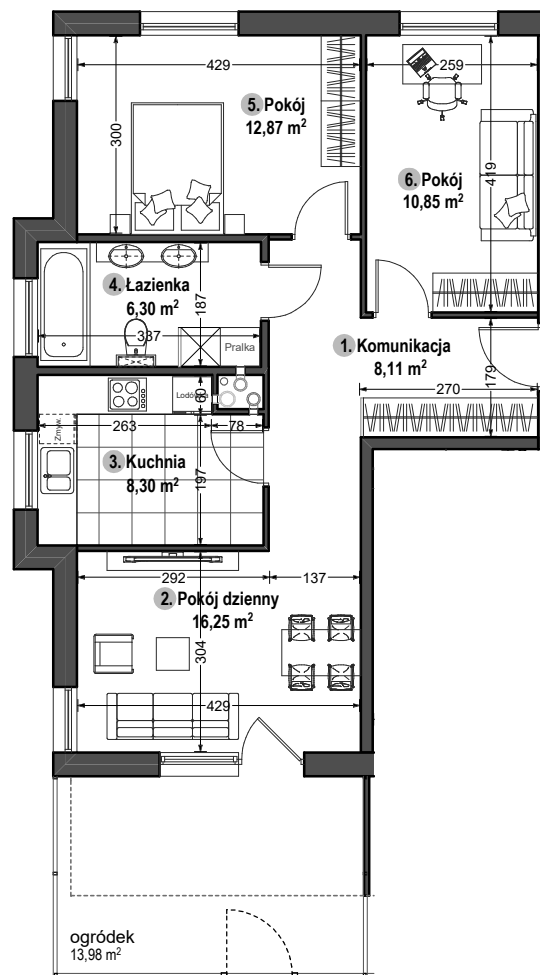 429
259
5. Pokój
12,87 m²
300
6. Pokój
10,85 m²
419
4. Łazienka
6,30 m²
187
337
Pralka
1. Komunikacja
8,11 m²
179
270
60
263
78
Zmyw.
3. Kuchnia
8,30 m²
197
292
137
2. Pokój dzienny
16,25 m²
304
429
ogródek
13,98 m²